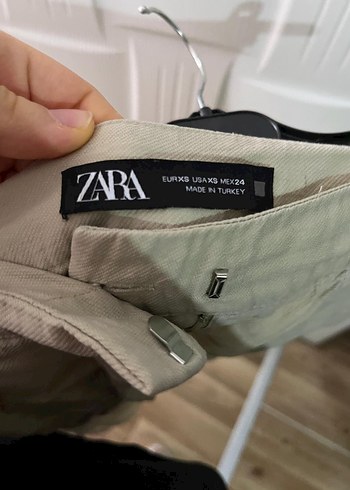 ZARA
EUR XS USA XS MEX 24
MADE IN TURKEY